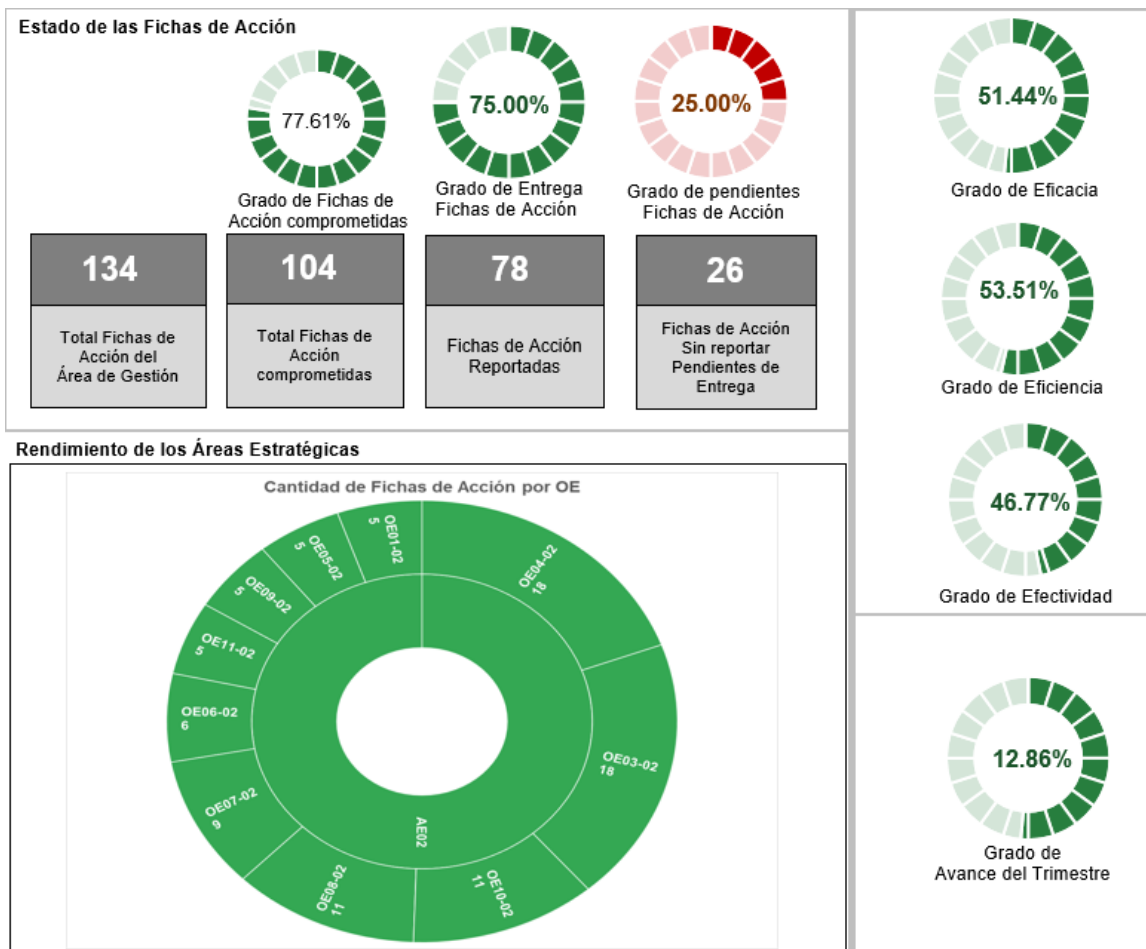 Estado de las Fichas de Acción
77.61%
Grado de Fichas de
Acción comprometidas
75.00%
Grado de Entrega
Fichas de Acción
25.00%
Grado de pendientes
Fichas de Acción
134
Total Fichas de
Acción del
Área de Gestión
104
Total Fichas de
Acción
comprometidas
78
Fichas de Acción
Reportadas
26
Fichas de Acción
Sin reportar
Pendientes de
Entrega
51.44%
Grado de Eficacia
53.51%
Grado de Eficiencia
46.77%
Grado de Efectividad
12.86%
Grado de
Avance del Trimestre
Rendimiento de los Áreas Estratégicas
Cantidad de Fichas de Acción por OE
OE04-02
18
OE03-02
18
OE10-02
11
OE08-02
11
OE07-02
9
OE06-02
6
OE11-02
5
OE09-02
5
OE05-02
5
OE01-02
5
AE02